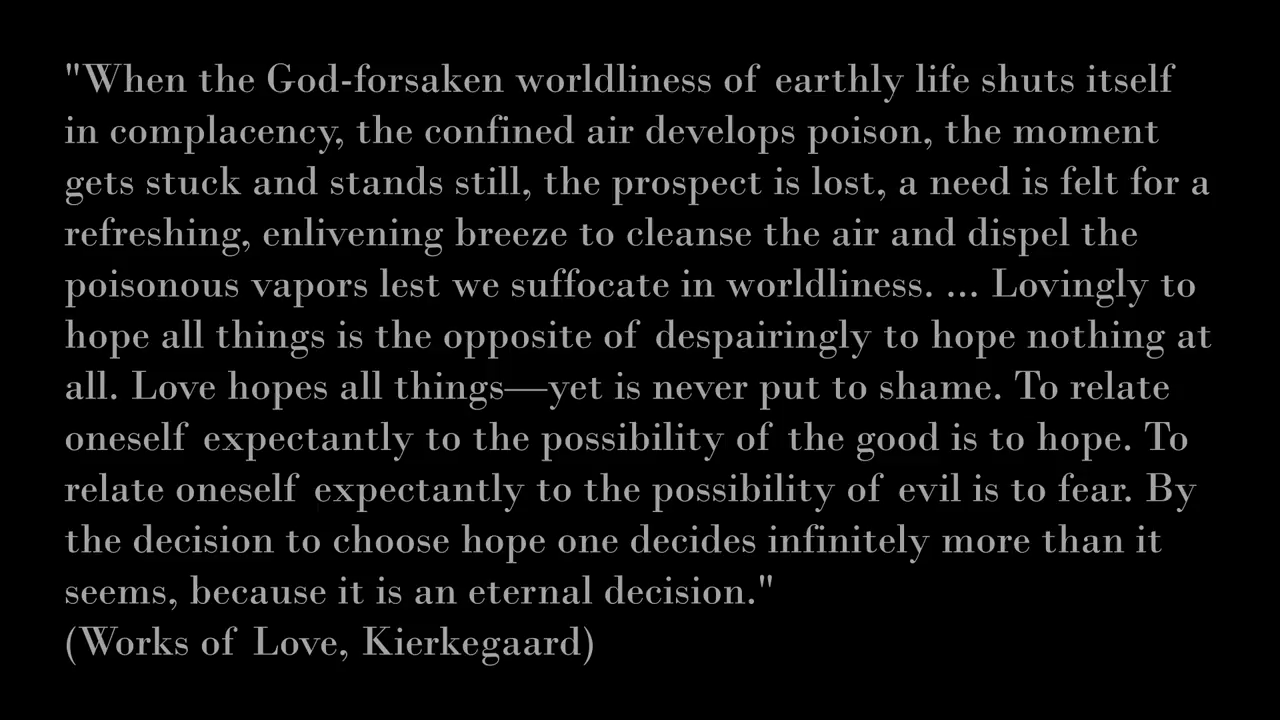 "When the God-forsaken worldliness of earthly life shuts itself
in complacency, the confined air develops poison, the moment
gets stuck and stands still, the prospect is lost, a need is felt for a
refreshing, enlivening breeze to cleanse the air and dispel the
poisonous vapors lest we suffocate in worldliness. ... Lovingly to
hope all things is the opposite of despairingly to hope nothing at
all. Love hopes all things—yet is never put to shame. To relate
oneself expectantly to the possibility of the good is to hope. To
relate oneself expectantly to the possibility of evil is to fear. By
the decision to choose hope one decides infinitely more than it
seems, because it is an eternal decision."
(Works of Love, Kierkegaard)